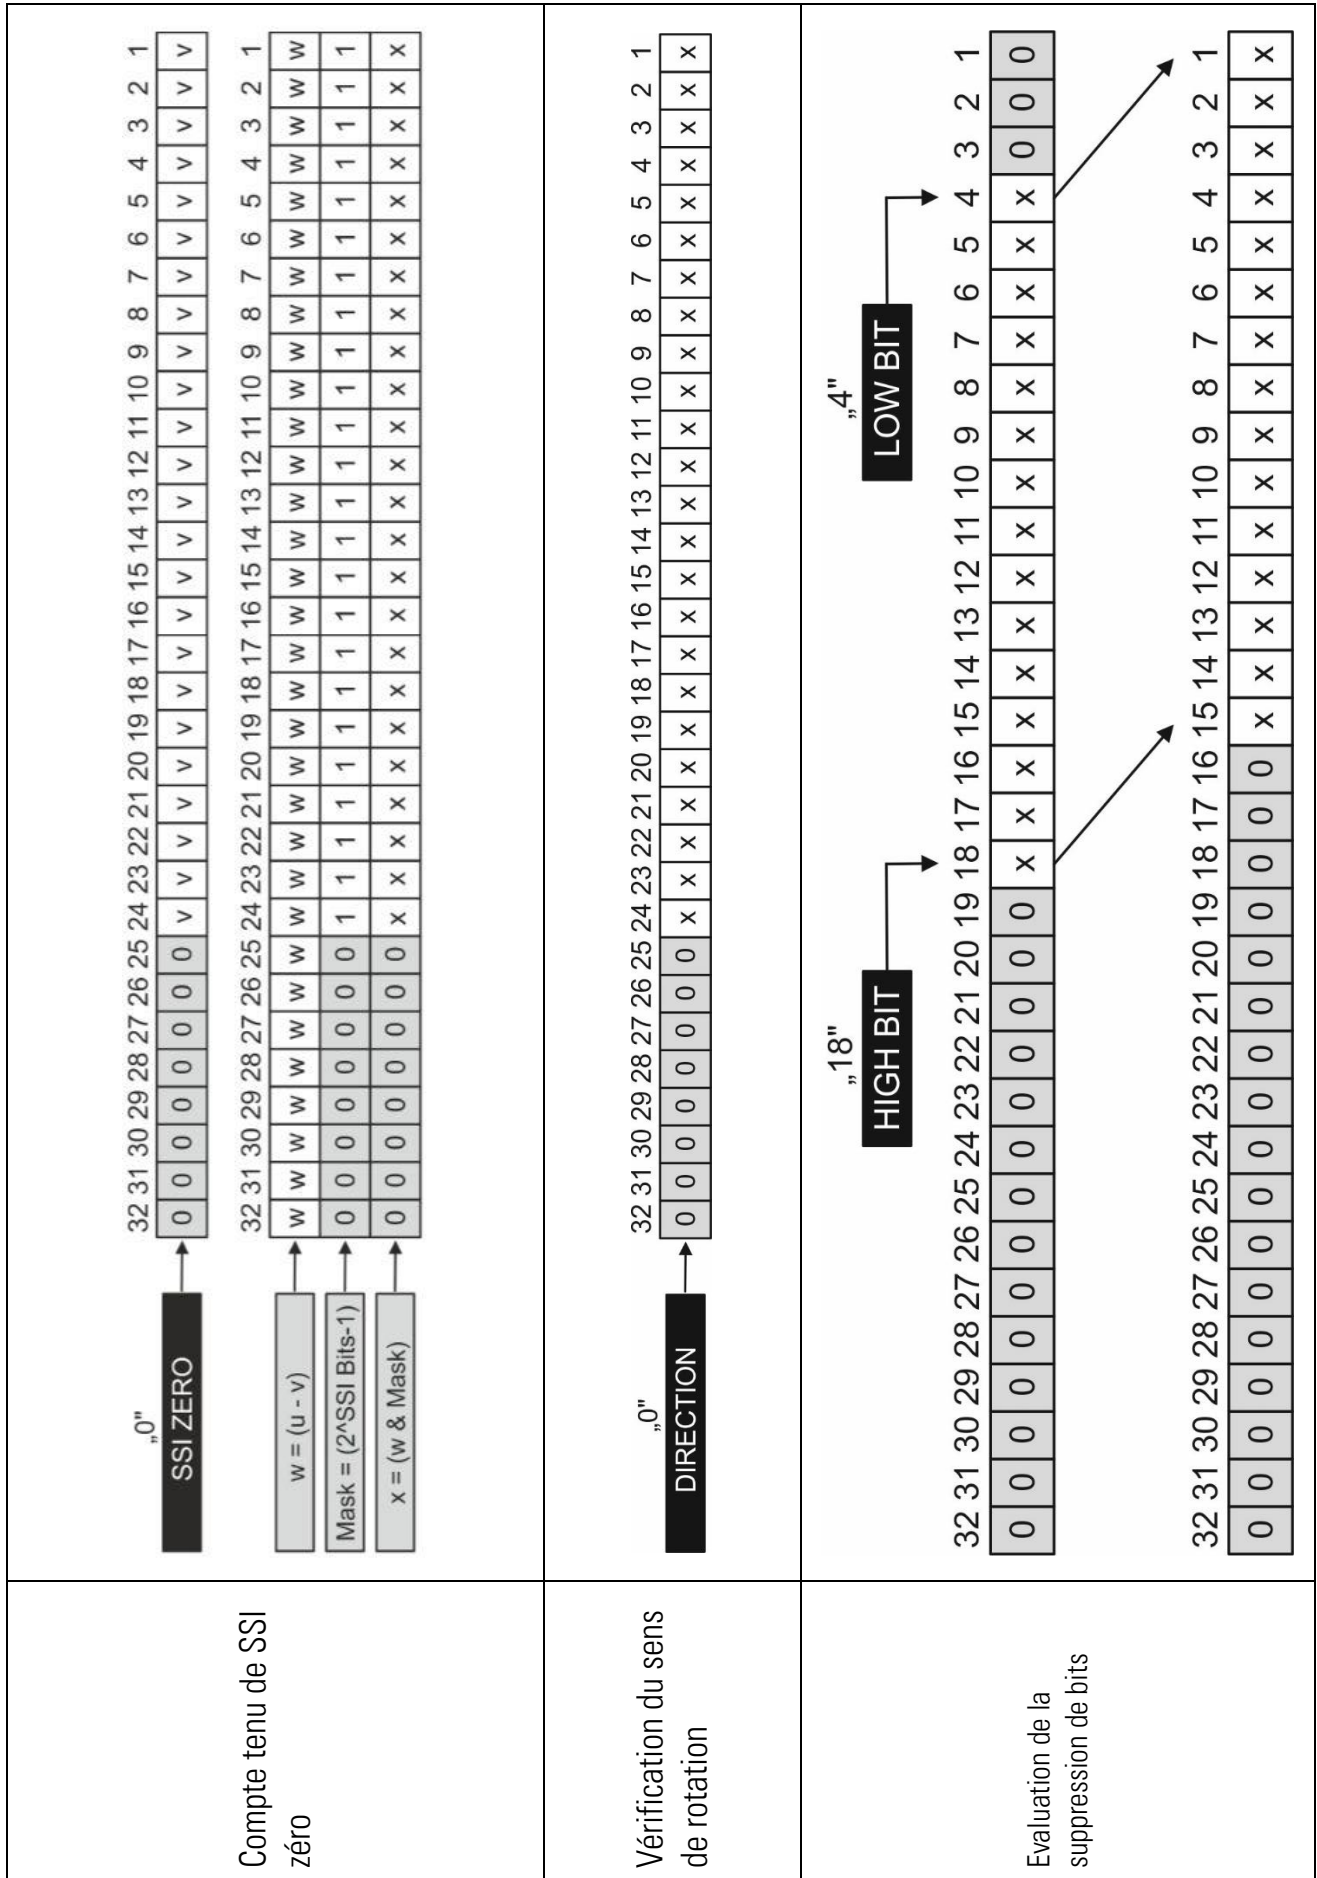 Compte tenu de SSI
zéro
„0"
32 31 30 29 28 27 26 25 24 23 22 21 20 19 18 17 16 15 14 13 12 11 10 9 8 7 6 5 4 3 2 1
SSI ZERO 0 0 0 0 0 0 0 0 v v v v v v v v v v v v v v v v v v v v v v v v
32 31 30 29 28 27 26 25 24 23 22 21 20 19 18 17 16 15 14 13 12 11 10 9 8 7 6 5 4 3 2 1
w = (u - v) w w w w w w w w w w w w w w w w w w w w w w w w w w w w w w w w
Mask = (2^SSI Bits-1) 0 0 0 0 0 0 0 0 1 1 1 1 1 1 1 1 1 1 1 1 1 1 1 1 1 1 1 1 1 1 1 1
x = (w & Mask) 0 0 0 0 0 0 0 0 x x x x x x x x x x x x x x x x x x x x x x x x
Vérification du sens
de rotation
„0"
32 31 30 29 28 27 26 25 24 23 22 21 20 19 18 17 16 15 14 13 12 11 10 9 8 7 6 5 4 3 2 1
DIRECTION 0 0 0 0 0 0 0 0 x x x x x x x x x x x x x x x x x x x x x x x x
Evaluation de la
suppression de bits
„18" „4"
HIGH BIT LOW BIT
32 31 30 29 28 27 26 25 24 23 22 21 20 19 18 17 16 15 14 13 12 11 10 9 8 7 6 5 4 3 2 1
0 0 0 0 0 0 0 0 0 0 0 0 0 0 x x x x x x x x x x x x x x x 0 0 0
32 31 30 29 28 27 26 25 24 23 22 21 20 19 18 17 16 15 14 13 12 11 10 9 8 7 6 5 4 3 2 1
0 0 0 0 0 0 0 0 0 0 0 0 0 0 0 0 0 x x x x x x x x x x x x x x x